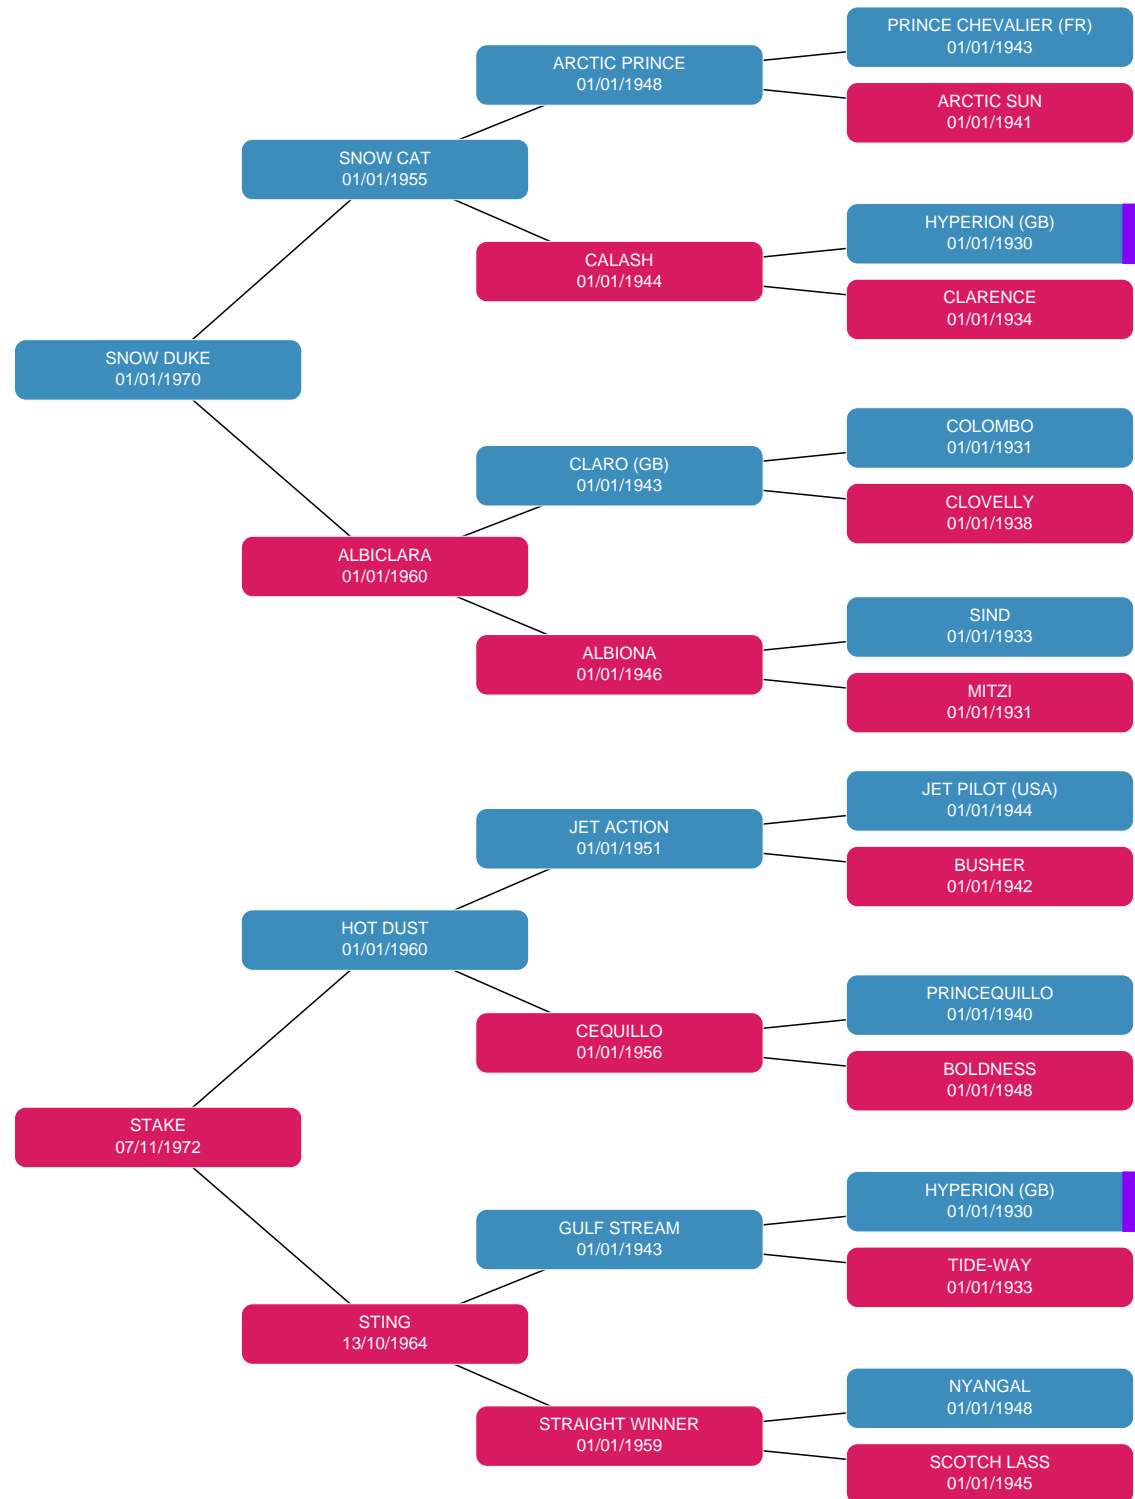 PRINCE CHEVALIER (FR)
01/01/1943
ARCTIC PRINCE
01/01/1948
ARCTIC SUN
01/01/1941
SNOW CAT
01/01/1955
HYPERION (GB)
01/01/1930
CALASH
01/01/1944
CLARENCE
01/01/1934
SNOW DUKE
01/01/1970
COLOMBO
01/01/1931
CLARO (GB)
01/01/1943
CLOVELLY
01/01/1938
ALBICLARA
01/01/1960
SIND
01/01/1933
ALBIONA
01/01/1946
MITZI
01/01/1931
JET PILOT (USA)
01/01/1944
JET ACTION
01/01/1951
BUSHER
01/01/1942
HOT DUST
01/01/1960
PRINCEQUILLO
01/01/1940
CEQUILLO
01/01/1956
BOLDNESS
01/01/1948
STAKE
07/11/1972
HYPERION (GB)
01/01/1930
GULF STREAM
01/01/1943
TIDE-WAY
01/01/1933
STING
13/10/1964
NYANGAL
01/01/1948
STRAIGHT WINNER
01/01/1959
SCOTCH LASS
01/01/1945